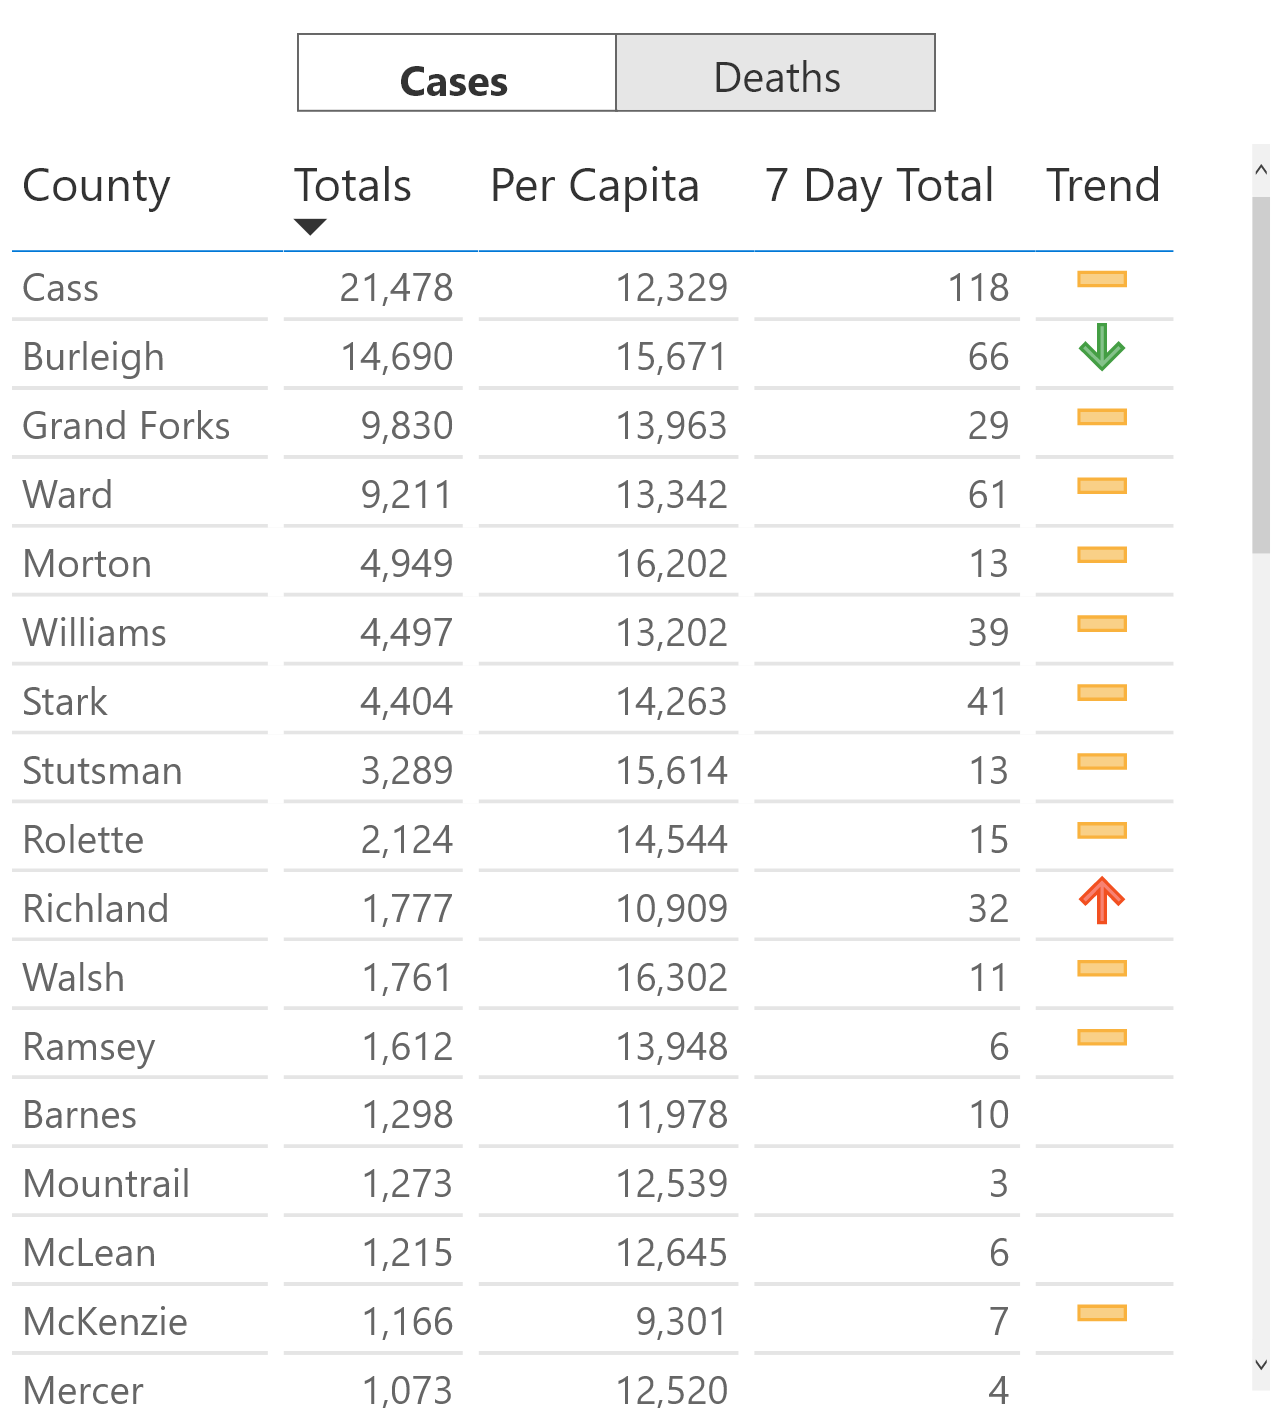 Cases Deaths
County Totals Per Capita 7 Day Total Trend
Cass 21,478 12,329 118
Burleigh 14,690 15,671 66
Grand Forks 9,830 13,963 29
Ward 9,211 13,342 61
Morton 4,949 16,202 13
Williams 4,497 13,202 39
Stark 4,404 14,263 41
Stutsman 3,289 15,614 13
Rolette 2,124 14,544 15
Richland 1,777 10,909 32
Walsh 1,761 16,302 11
Ramsey 1,612 13,948 6
Barnes 1,298 11,978 10
Mountrail 1,273 12,539 3
McLean 1,215 12,645 6
McKenzie 1,166 9,301 7
Mercer 1,073 12,520 4